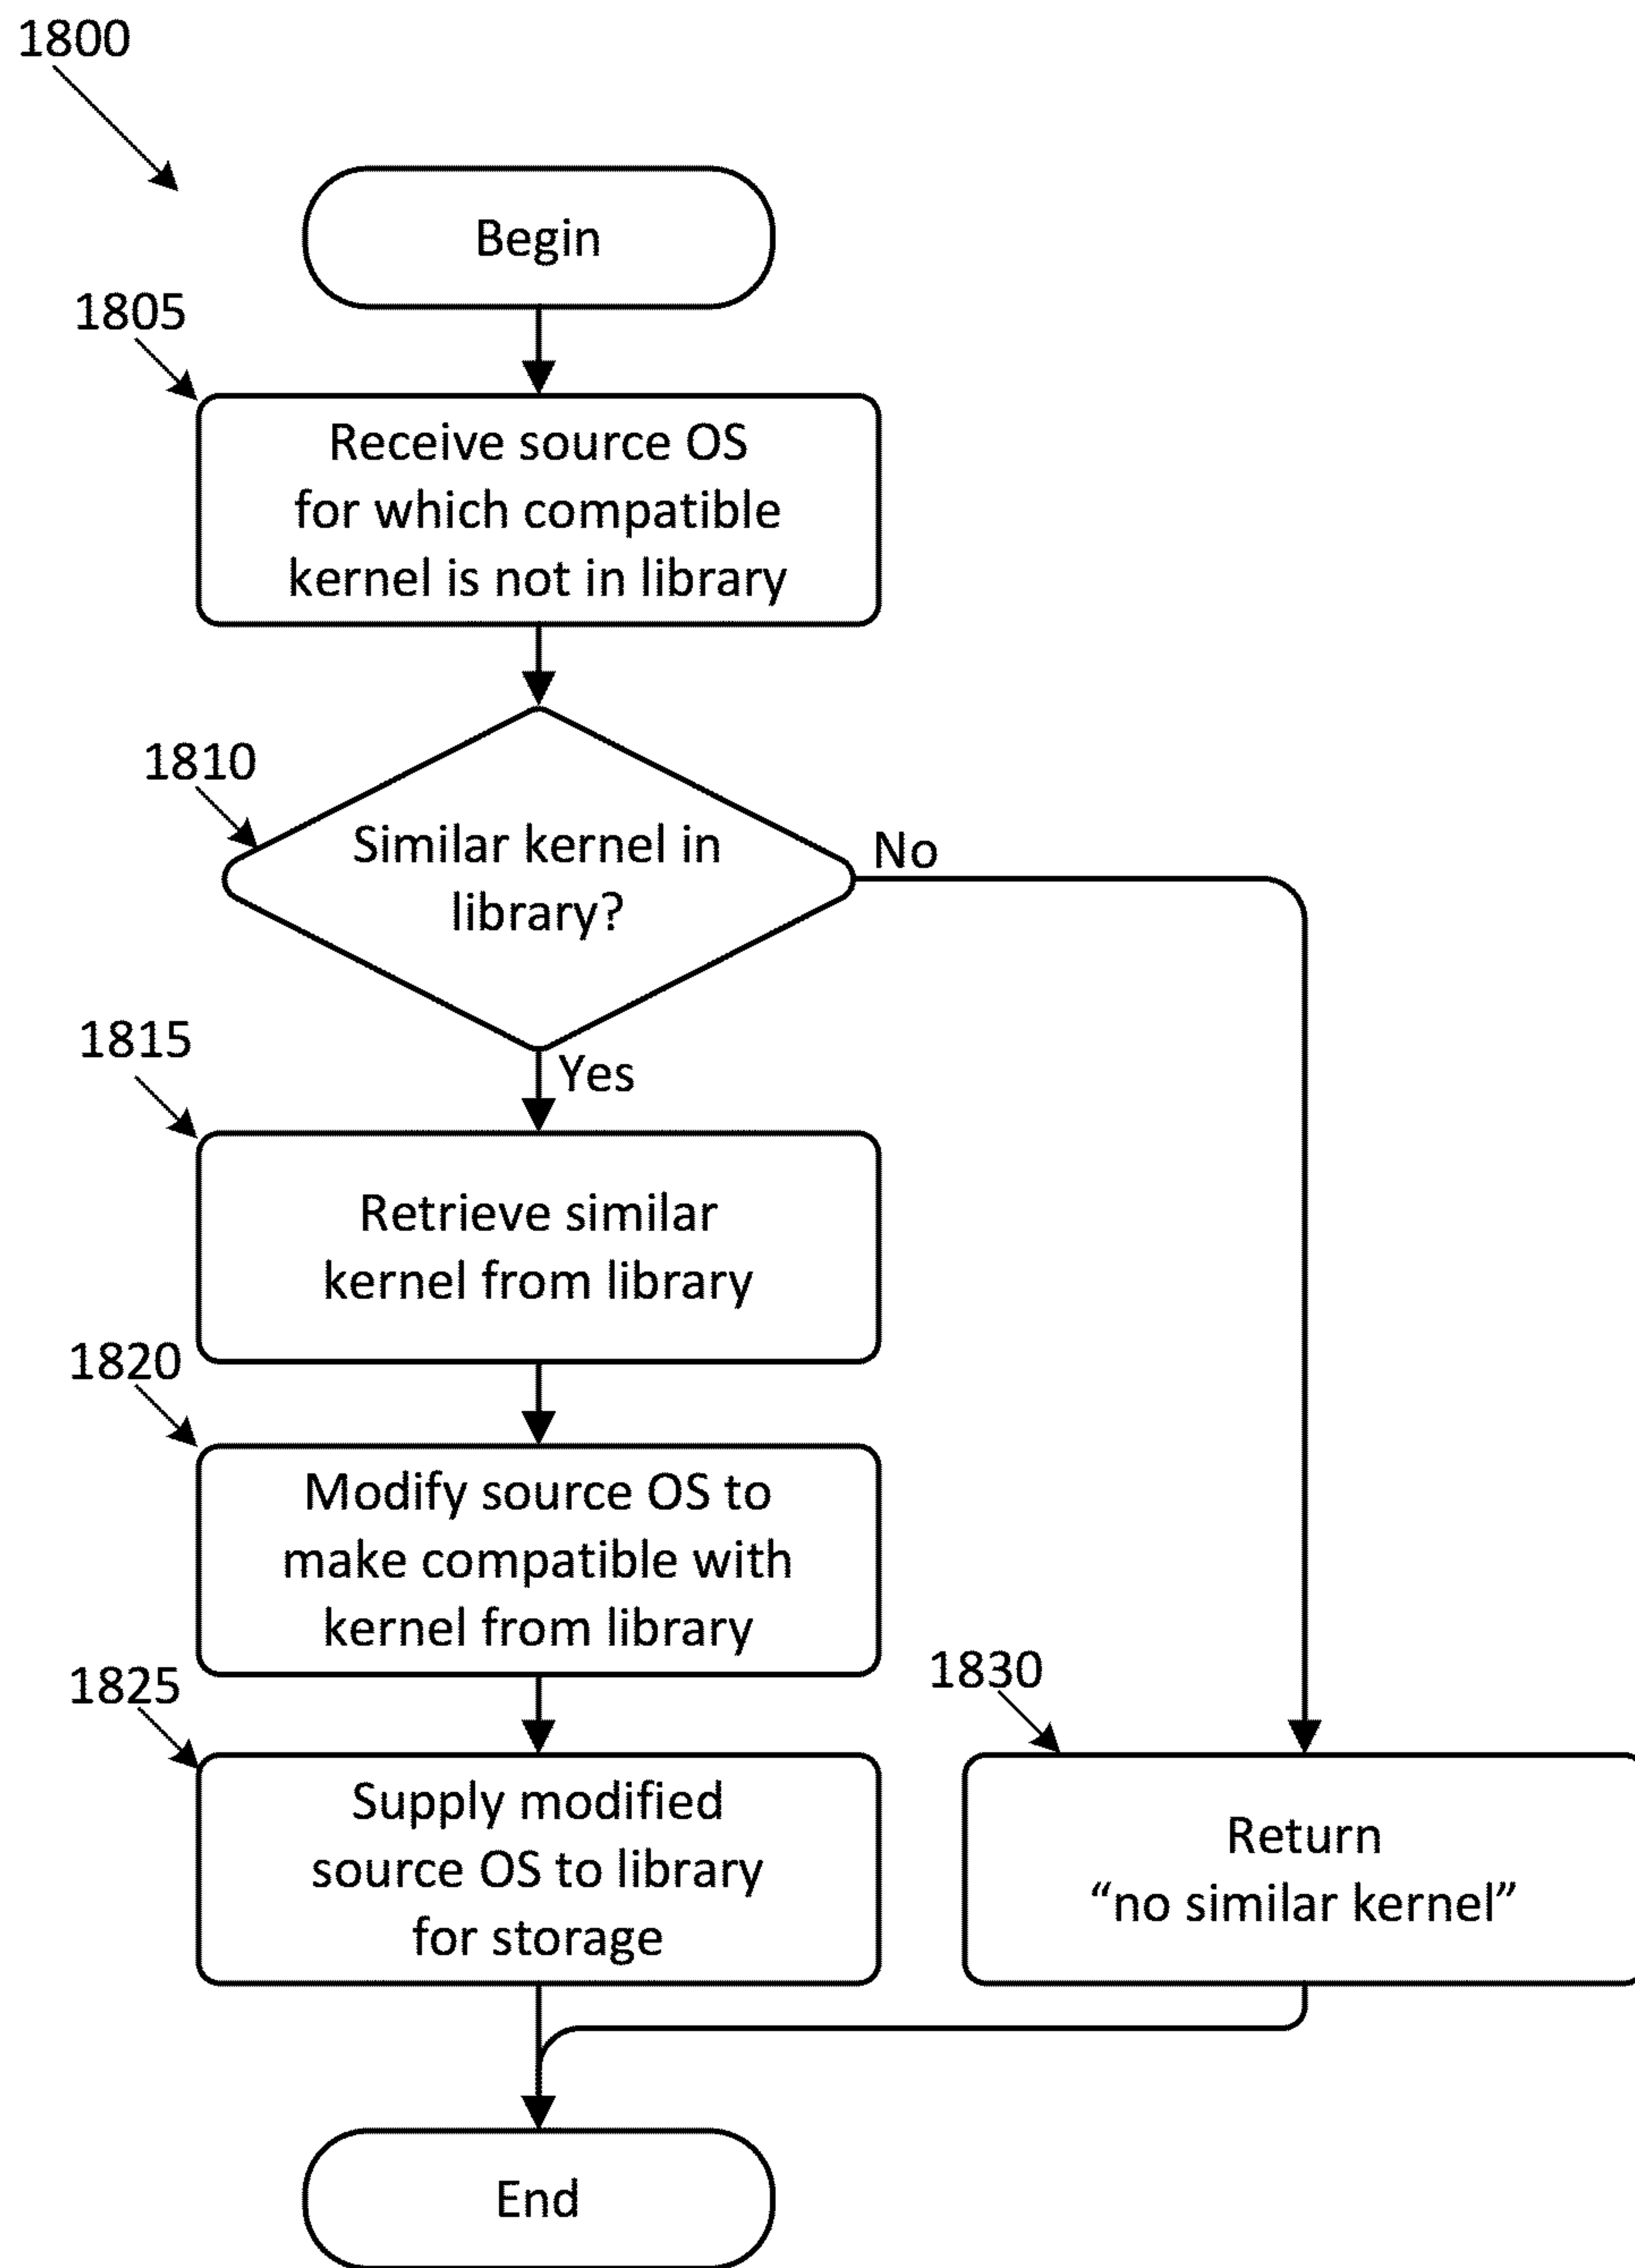 1800
Begin
1805
Receive source OS
for which compatible
kernel is not in library
1810
Similar kernel in
library?
No
1815
Yes
Retrieve similar
kernel from library
1820
Modify source OS to
make compatible with
kernel from library
1825
Supply modified
source OS to library
for storage
1830
Return
“no similar kernel”
End